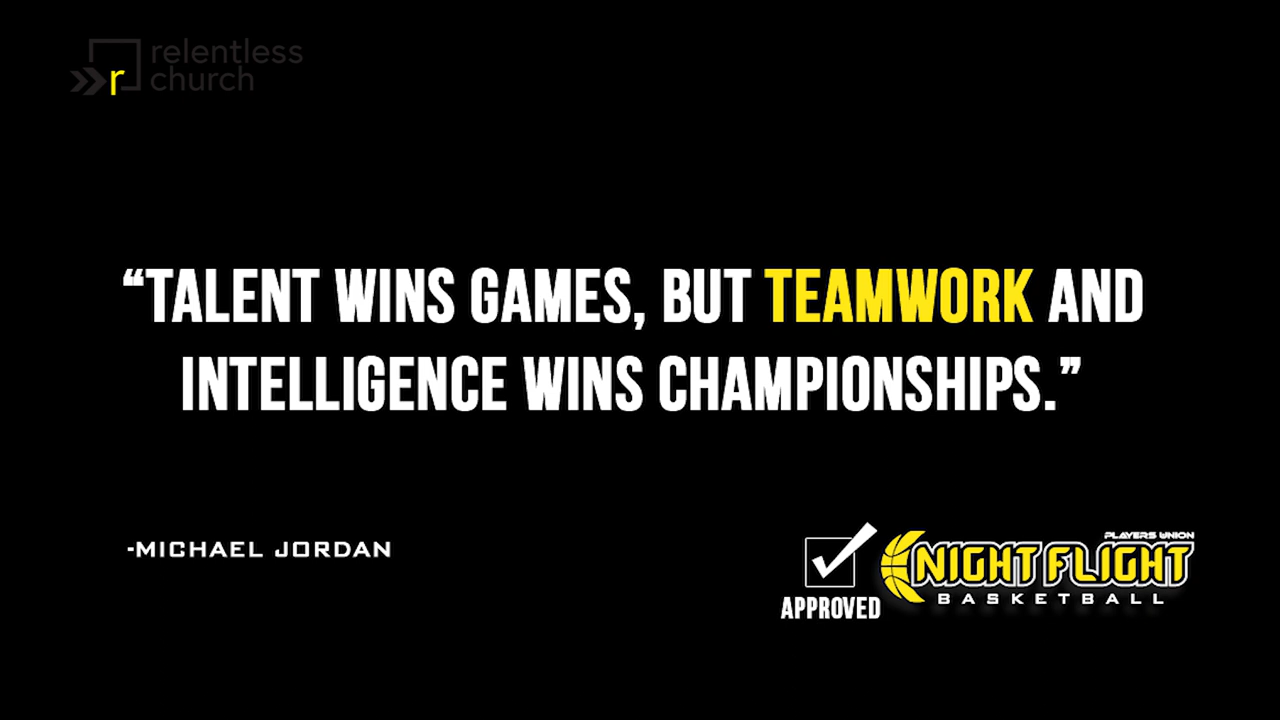 relentless
church
r
“TALENT WINS GAMES, BUT TEAMWORK AND
INTELLIGENCE WINS CHAMPIONSHIPS.”
-MICHAEL JORDAN
APPROVED
PLAYERS UNION
NIGHT FLIGHT
BASKETBALL